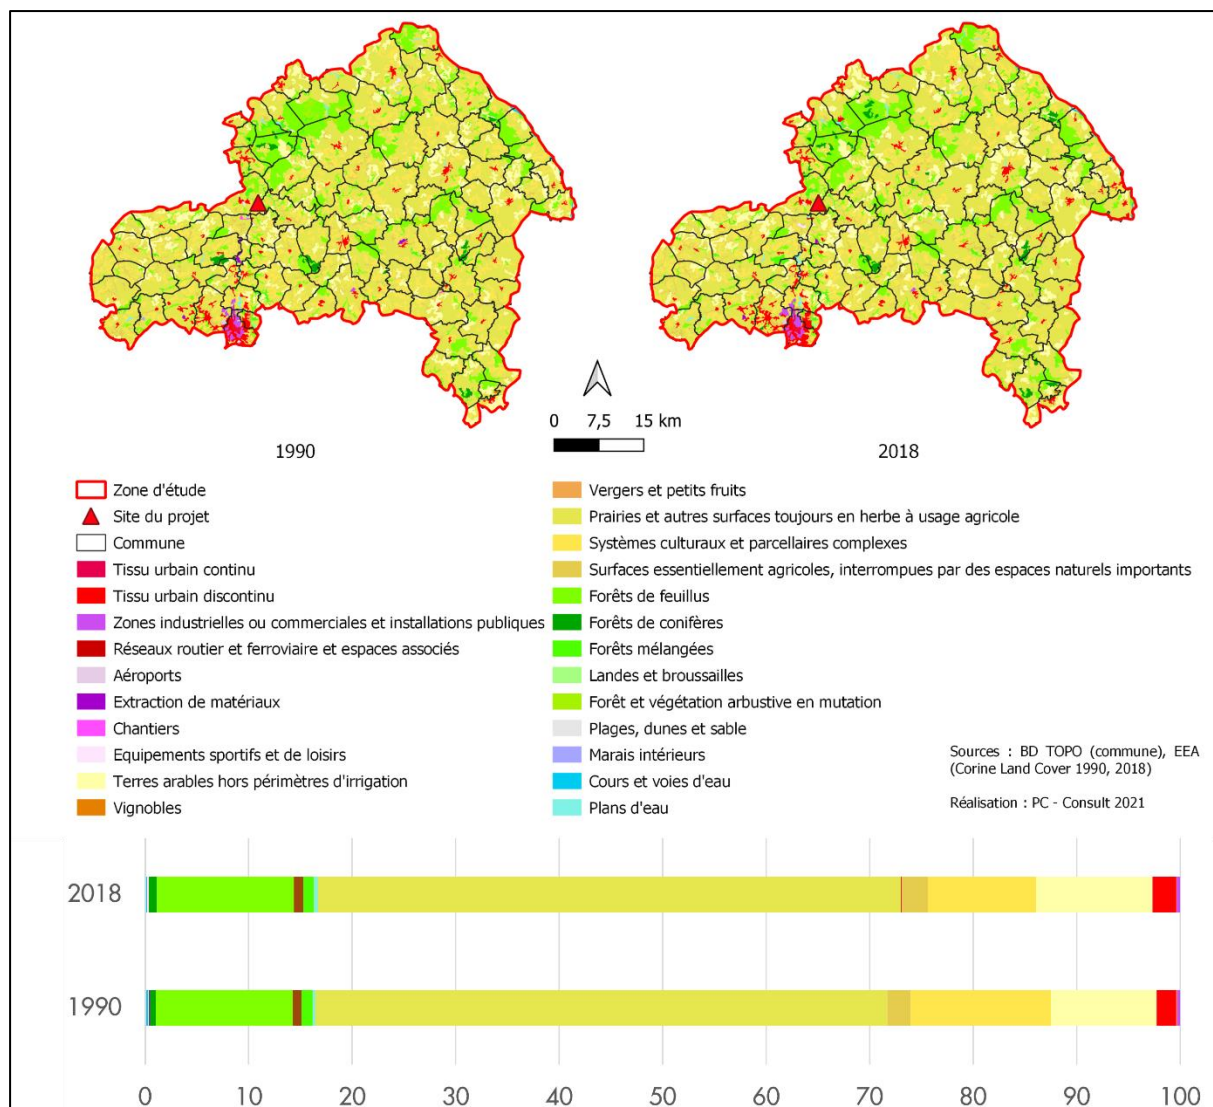 0 7,5 15 km
1990
2018
Zone d'étude
Site du projet
Commune
Tissu urbain continu
Tissu urbain discontinu
Zones industrielles ou commerciales et installations publiques
Réseaux routier et ferroviaire et espaces associés
Aéroports
Extraction de matériaux
Chantiers
Equipements sportifs et de loisirs
Terres arables hors périmètres d'irrigation
Vignobles
Vergers et petits fruits
Prairies et autres surfaces toujours en herbe à usage agricole
Systèmes culturaux et parcellaires complexes
Surfaces essentiellement agricoles, interrompues par des espaces naturels importants
Forêts de feuillus
Forêts de conifères
Forêts mélangées
Landes et broussailles
Forêt et végétation arbustive en mutation
Plages, dunes et sable
Marais intérieurs
Cours et voies d'eau
Plans d'eau
Sources : BD TOPO (commune), EEA
(Corine Land Cover 1990, 2018)
Réalisation : PC - Consult 2021
2018
1990
0 10 20 30 40 50 60 70 80 90 100